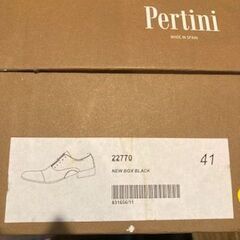 Pertini
MADE IN SPAIN
22770
41
NEW BOX BLACK
831656/11